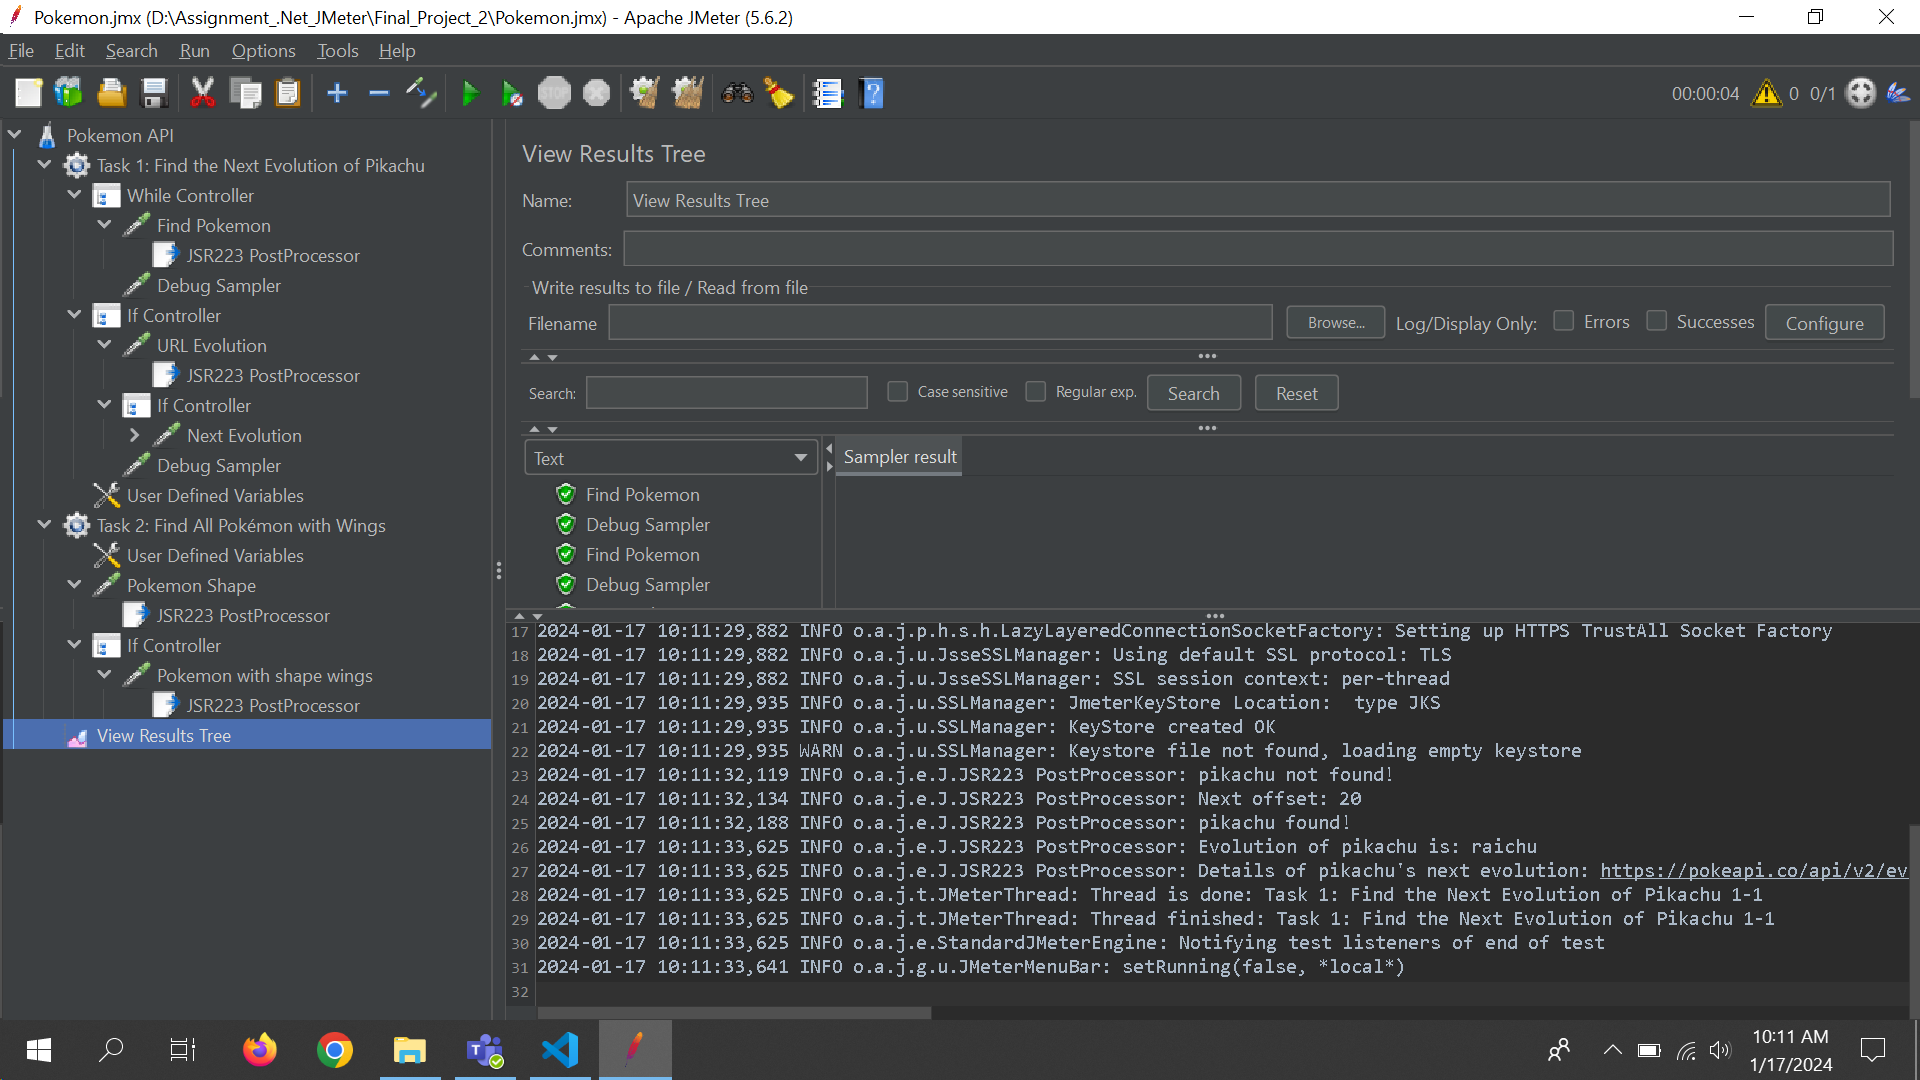 Pokemon.jmx (D:\Assignment_.Net_JMeter\Final_Project_2\Pokemon.jmx) - Apache JMeter (5.6.2)
File Edit Search Run Options Tools Help
STOP
00:00:04 0 0/1
Pokemon API
Task 1: Find the Next Evolution of Pikachu
While Controller
Find Pokemon
JSR223 PostProcessor
Debug Sampler
If Controller
URL Evolution
JSR223 PostProcessor
If Controller
Next Evolution
Debug Sampler
User Defined Variables
Task 2: Find All Pokémon with Wings
User Defined Variables
Pokemon Shape
JSR223 PostProcessor
If Controller
Pokemon with shape wings
JSR223 PostProcessor
View Results Tree
View Results Tree
Name: View Results Tree
Comments:
Write results to file / Read from file
Filename Browse... Log/Display Only: Errors Successes Configure
Search: Case sensitive Regular exp. Search Reset
Text Sampler result
Find Pokemon
Debug Sampler
Find Pokemon
Debug Sampler
17 2024-01-17 10:11:29,882 INFO o.a.j.p.h.s.h.LazyLayeredConnectionSocketFactory: Setting up HTTPS TrustAll Socket Factory
18 2024-01-17 10:11:29,882 INFO o.a.j.u.JsseSSLManager: Using default SSL protocol: TLS
19 2024-01-17 10:11:29,882 INFO o.a.j.u.JsseSSLManager: SSL session context: per-thread
20 2024-01-17 10:11:29,935 INFO o.a.j.u.SSLManager: JmeterKeyStore Location:  type JKS
21 2024-01-17 10:11:29,935 INFO o.a.j.u.SSLManager: KeyStore created OK
22 2024-01-17 10:11:29,935 WARN o.a.j.u.SSLManager: Keystore file not found, loading empty keystore
23 2024-01-17 10:11:32,119 INFO o.a.j.e.J.JSR223 PostProcessor: pikachu not found!
24 2024-01-17 10:11:32,134 INFO o.a.j.e.J.JSR223 PostProcessor: Next offset: 20
25 2024-01-17 10:11:32,188 INFO o.a.j.e.J.JSR223 PostProcessor: pikachu found!
26 2024-01-17 10:11:33,625 INFO o.a.j.e.J.JSR223 PostProcessor: Evolution of pikachu is: raichu
27 2024-01-17 10:11:33,625 INFO o.a.j.e.J.JSR223 PostProcessor: Details of pikachu's next evolution: https://pokeapi.co/api/v2/ev
28 2024-01-17 10:11:33,625 INFO o.a.j.t.JMeterThread: Thread is done: Task 1: Find the Next Evolution of Pikachu 1-1
29 2024-01-17 10:11:33,625 INFO o.a.j.t.JMeterThread: Thread finished: Task 1: Find the Next Evolution of Pikachu 1-1
30 2024-01-17 10:11:33,625 INFO o.a.j.e.StandardJMeterEngine: Notifying test listeners of end of test
31 2024-01-17 10:11:33,641 INFO o.a.j.g.u.JMeterMenuBar: setRunning(false, *local*)
32
10:11 AM
1/17/2024